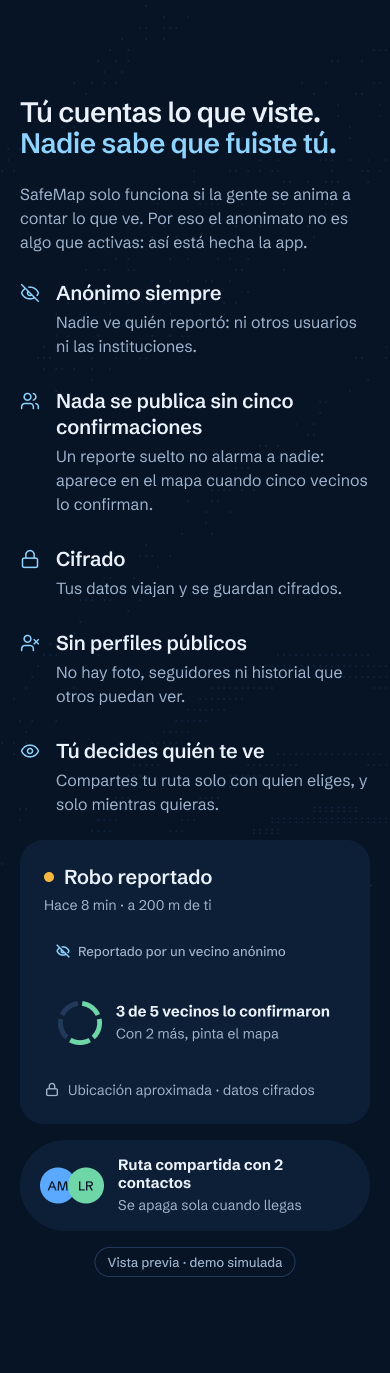 Tú cuentas lo que viste.
Nadie sabe que fuiste tú.
SafeMap solo funciona si la gente se anima a
contar lo que ve. Por eso el anonimato no es
algo que activas: así está hecha la app.
Anónimo siempre
Nadie ve quién reportó: ni otros usuarios
ni las instituciones.
Nada se publica sin cinco
confirmaciones
Un reporte suelto no alarma a nadie:
aparece en el mapa cuando cinco vecinos
lo confirman.
Cifrado
Tus datos viajan y se guardan cifrados.
Sin perfiles públicos
No hay foto, seguidores ni historial que
otros puedan ver.
Tú decides quién te ve
Compartes tu ruta solo con quien eliges, y
solo mientras quieras.
Robo reportado
Hace 8 min · a 200 m de ti
Reportado por un vecino anónimo
3 de 5 vecinos lo confirmaron
Con 2 más, pinta el mapa
Ubicación aproximada · datos cifrados
AM LR
Ruta compartida con 2
contactos
Se apaga sola cuando llegas
Vista previa · demo simulada